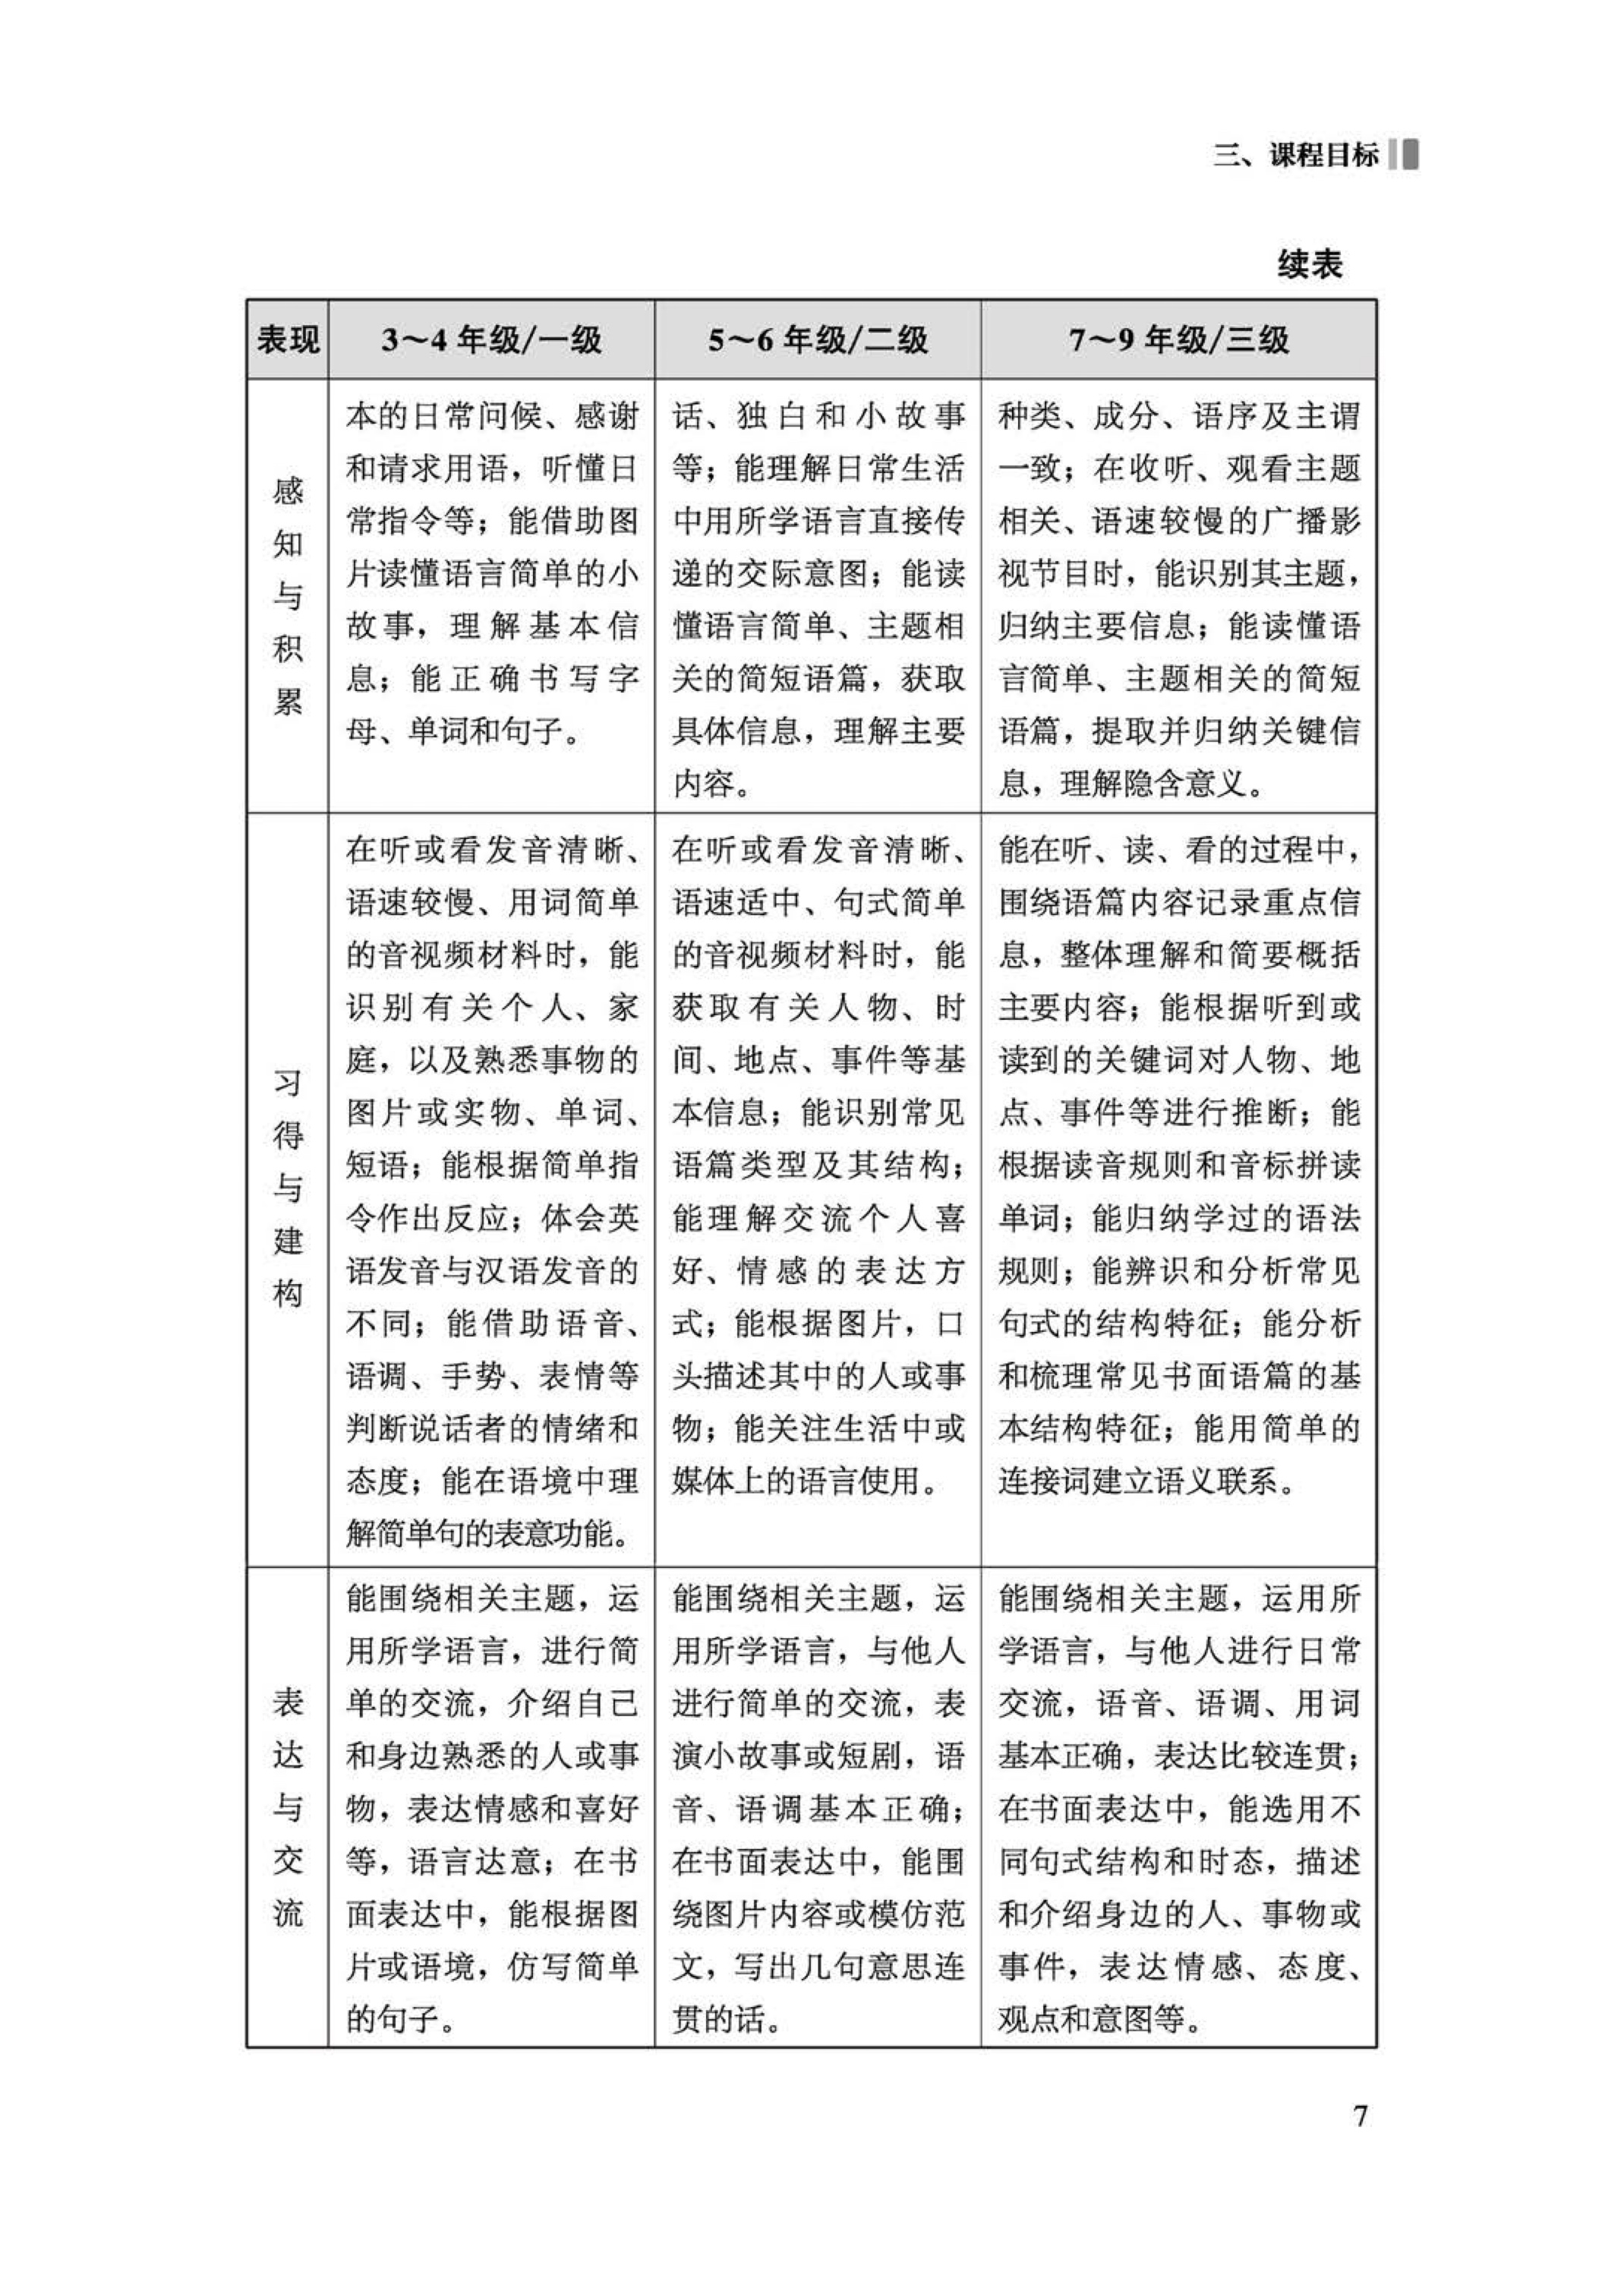 三、课程目标
续表
表现
3～4 年级/一级
5～6 年级/二级
7～9 年级/三级
感
知
与
积
累
本的日常问候、感谢
和请求用语，听懂日
常指令等；能借助图
片读懂语言简单的小
故事，理解基本信
息；能正确书写字
母、单词和句子。
话、独白和小故事
等；能理解日常生活
中用所学语言直接传
递的交际意图；能读
懂语言简单、主题相
关的简短语篇，获取
具体信息，理解主要
内容。
种类、成分、语序及主谓
一致；在收听、观看主题
相关、语速较慢的广播影
视节目时，能识别其主题，
归纳主要信息；能读懂语
言简单、主题相关的简短
语篇，提取并归纳关键信
息，理解隐含意义。
习
得
与
建
构
在听或看发音清晰、
语速较慢、用词简单
的音视频材料时，能
识别有关个人、家
庭，以及熟悉事物的
图片或实物、单词、
短语；能根据简单指
令作出反应；体会英
语发音与汉语发音的
不同；能借助语音、
语调、手势、表情等
判断说话者的情绪和
态度；能在语境中理
解简单句的表意功能。
在听或看发音清晰、
语速适中、句式简单
的音视频材料时，能
获取有关人物、时
间、地点、事件等基
本信息；能识别常见
语篇类型及其结构；
能理解交流个人喜
好、情感的表达方
式；能根据图片，口
头描述其中的人或事
物；能关注生活中或
媒体上的语言使用。
能在听、读、看的过程中，
围绕语篇内容记录重点信
息，整体理解和简要概括
主要内容；能根据听到或
读到的关键词对人物、地
点、事件等进行推断；能
根据读音规则和音标拼读
单词；能归纳学过的语法
规则；能辨识和分析常见
句式的结构特征；能分析
和梳理常见书面语篇的基
本结构特征；能用简单的
连接词建立语义联系。
表
达
与
交
流
能围绕相关主题，运
用所学语言，进行简
单的交流，介绍自己
和身边熟悉的人或事
物，表达情感和喜好
等，语言达意；在书
面表达中，能根据图
片或语境，仿写简单
的句子。
能围绕相关主题，运
用所学语言，与他人
进行简单的交流，表
演小故事或短剧，语
音、语调基本正确；
在书面表达中，能围
绕图片内容或模仿范
文，写出几句意思连
贯的话。
能围绕相关主题，运用所
学语言，与他人进行日常
交流，语音、语调、用词
基本正确，表达比较连贯；
在书面表达中，能选用不
同句式结构和时态，描述
和介绍身边的人、事物或
事件，表达情感、态度、
观点和意图等。
7